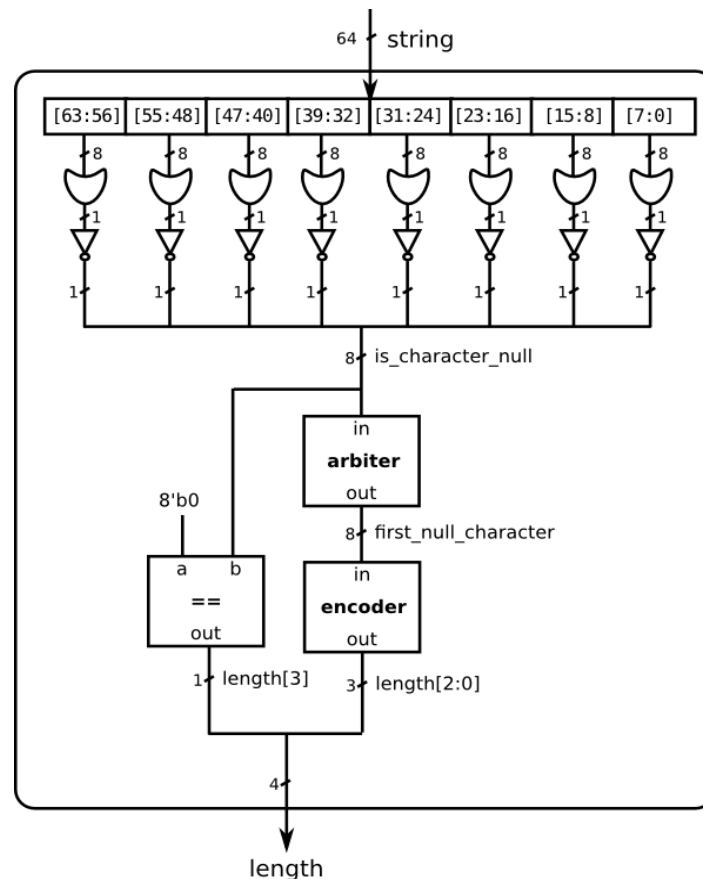 64 string
[63:56] [55:48] [47:40] [39:32] [31:24] [23:16] [15:8] [7:0]
8 8 8 8 8 8 8 8
1 1 1 1 1 1 1 1
1 1 1 1 1 1 1 1
8 is_character_null
in
arbiter
out
8'b0
8 first_null_character
a b
in
==
encoder
out
out
1 length[3]
3 length[2:0]
4
length